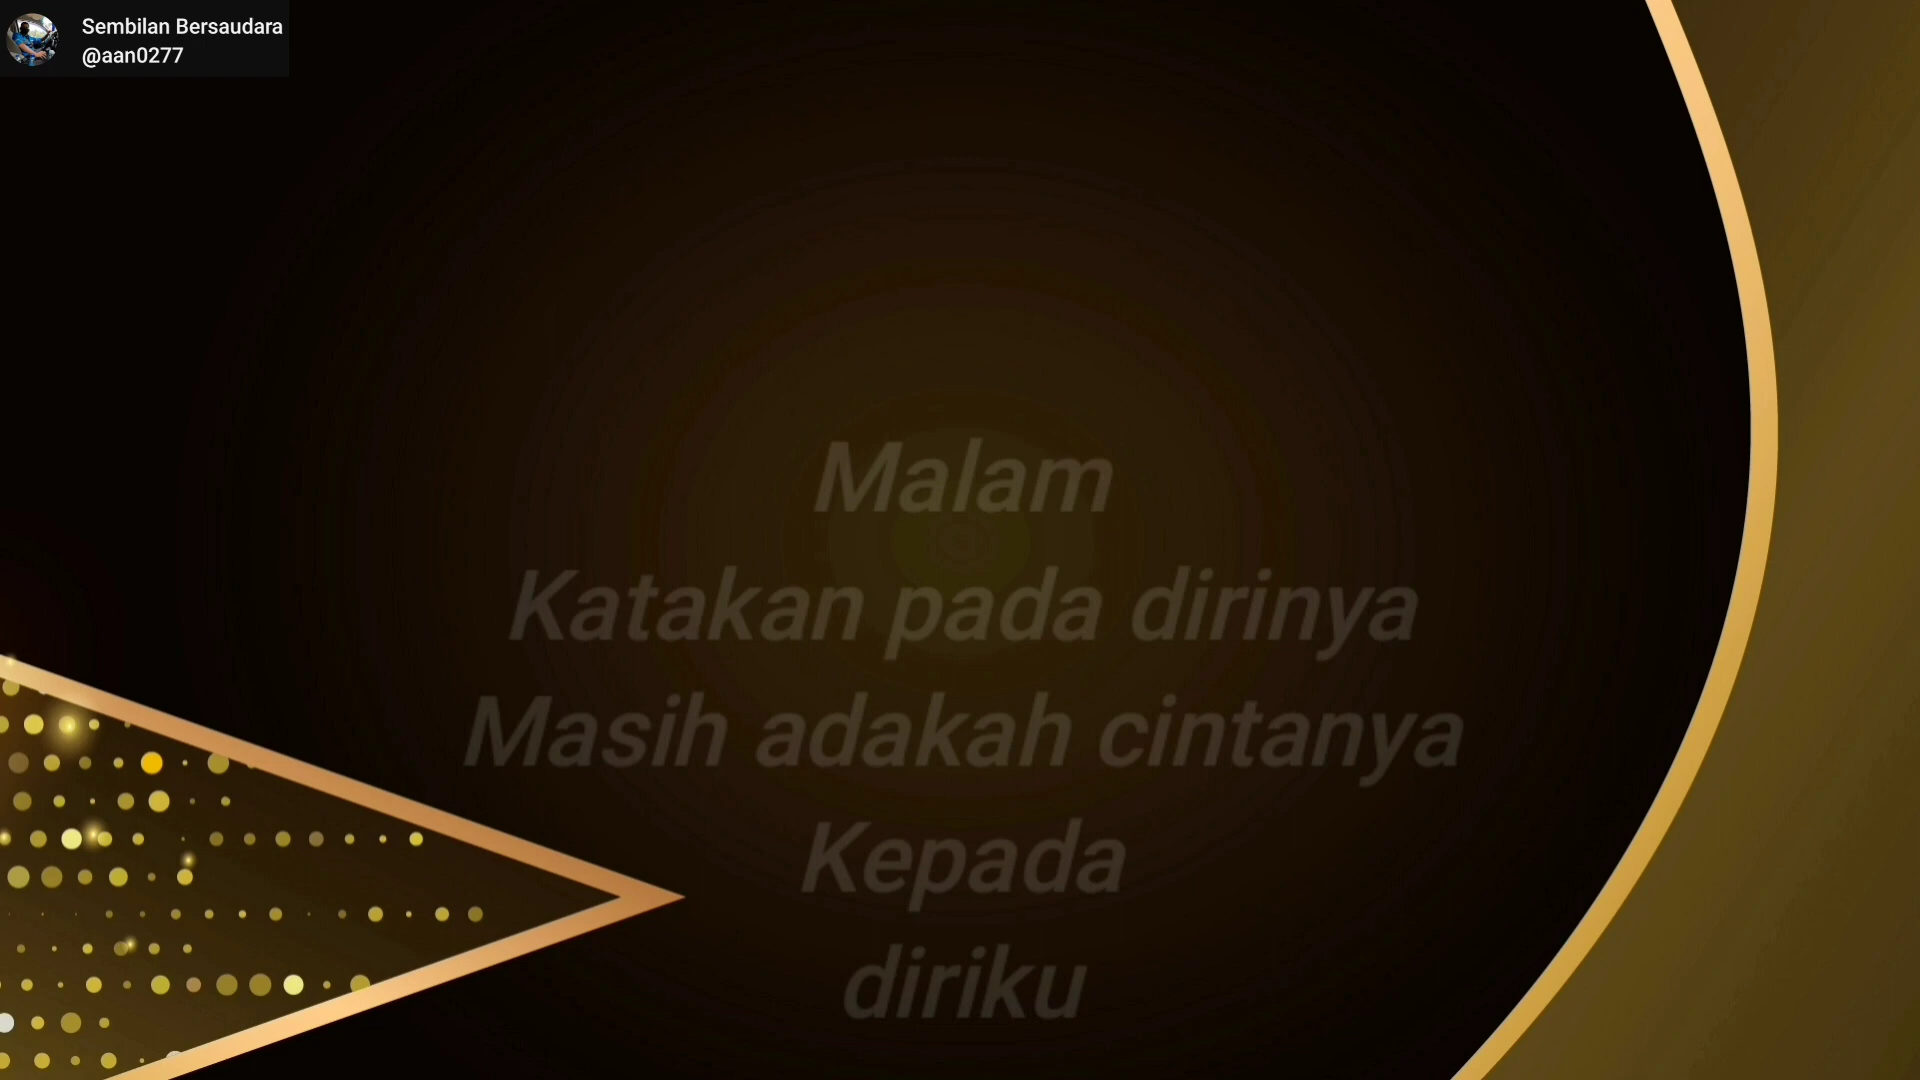 Sembilan Bersaudara
@aan0277
Malam
Katakan pada dirinya
Masih adakah cintanya
Kepada
diriku